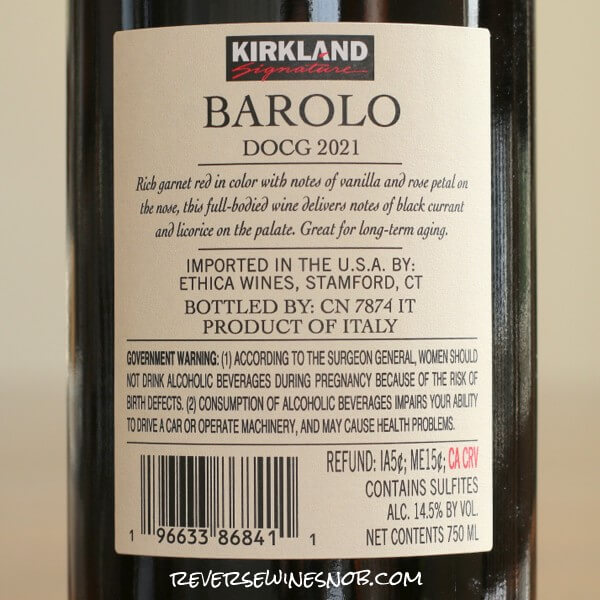 KIRKLAND
Signature
BAROLO
DOCG 2021
Rich garnet red in color with notes of vanilla and rose petal on
the nose, this full-bodied wine delivers notes of black currant
and licorice on the palate. Great for long-term aging.
IMPORTED IN THE U.S.A. BY:
ETHICA WINES, STAMFORD, CT
BOTTLED BY: CN 7874 IT
PRODUCT OF ITALY
GOVERNMENT WARNING: (1) ACCORDING TO THE SURGEON GENERAL, WOMEN SHOULD
NOT DRINK ALCOHOLIC BEVERAGES DURING PREGNANCY BECAUSE OF THE RISK OF
BIRTH DEFECTS. (2) CONSUMPTION OF ALCOHOLIC BEVERAGES IMPAIRS YOUR ABILITY
TO DRIVE A CAR OR OPERATE MACHINERY, AND MAY CAUSE HEALTH PROBLEMS.
REFUND: IA5¢; ME15¢; CA CRV
CONTAINS SULFITES
ALC. 14.5% BY VOL.
NET CONTENTS 750 ML
1 96633 86841 1
REVERSEWINESNOB.COM